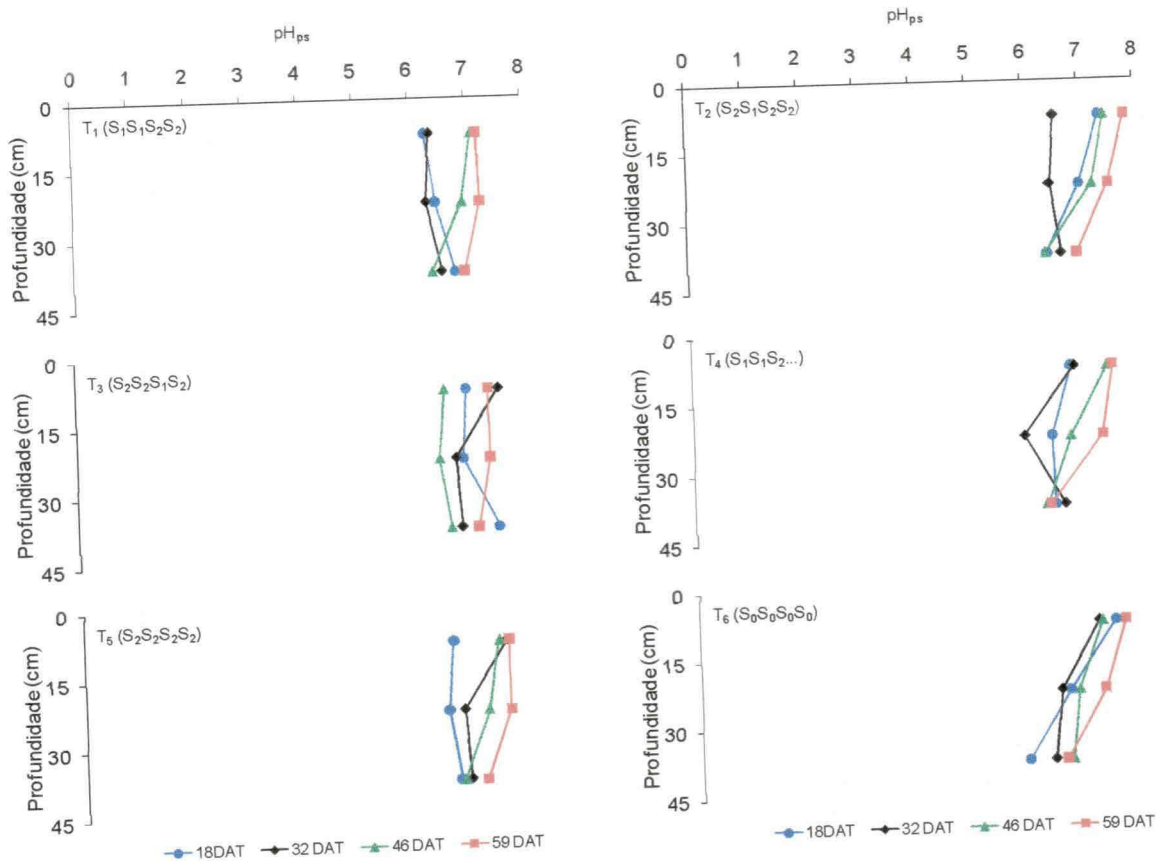 pHps
0 1 2 3 4 5 6 7 8
0
15
30
45
Profundidade (cm)
T1 (S1S1S2S2)
pHps
0 1 2 3 4 5 6 7 8
0
15
30
45
Profundidade (cm)
T2 (S2S1S2S2)
0
15
30
45
Profundidade (cm)
T3 (S2S2S1S2)
0
15
30
45
Profundidade (cm)
T4 (S1S1S2...)
0
15
30
45
Profundidade (cm)
T5 (S2S2S2S2)
18DAT 32 DAT 46 DAT 59 DAT
0
15
30
45
Profundidade (cm)
T6 (S0S0S0S0)
18DAT 32 DAT 46 DAT 59 DAT